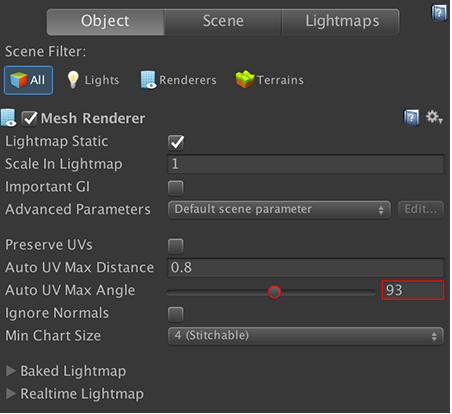 Object Scene Lightmaps
Scene Filter:
All Lights Renderers Terrains
Mesh Renderer
Lightmap Static
Scale In Lightmap 1
Important GI
Advanced Parameters Default scene parameter Edit...
Preserve UVs
Auto UV Max Distance 0.8
Auto UV Max Angle 93
Ignore Normals
Min Chart Size 4 (Stitchable)
Baked Lightmap
Realtime Lightmap